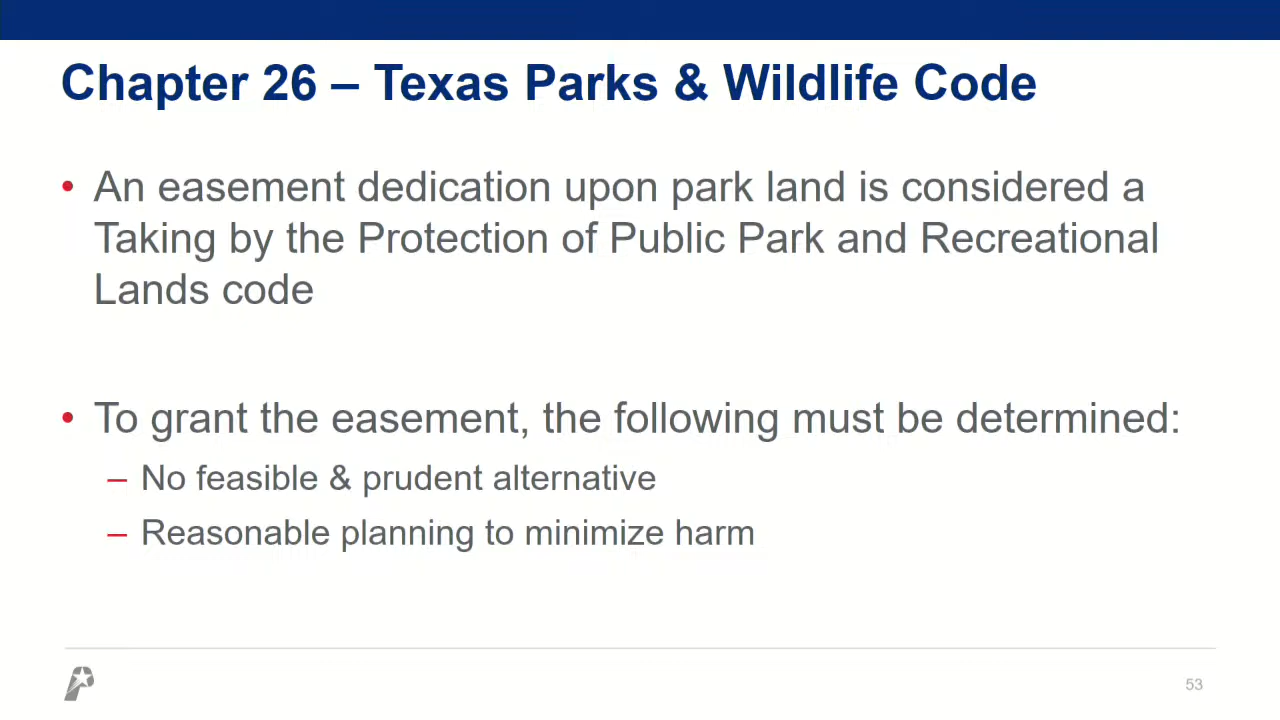 Chapter 26 – Texas Parks & Wildlife Code
• An easement dedication upon park land is considered a
Taking by the Protection of Public Park and Recreational
Lands code
• To grant the easement, the following must be determined:
– No feasible & prudent alternative
– Reasonable planning to minimize harm
53